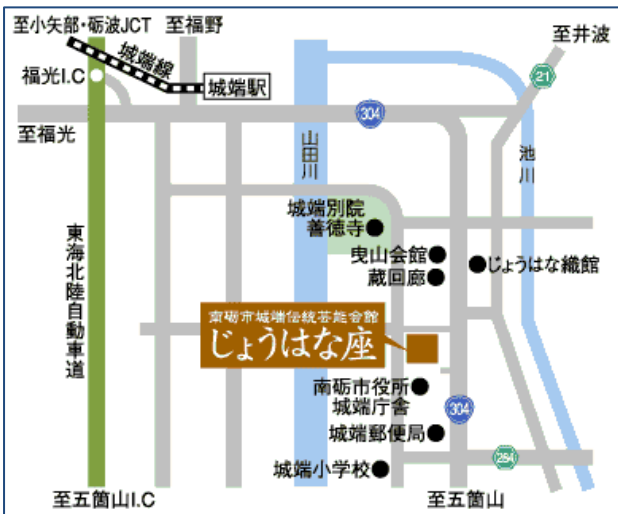 至小矢部・砺波JCT
至福野
至井波
城端線
福光I.C
城端駅
21
304
至福光
山田川
池川
城端別院
善徳寺
曳山会館
じょうはな織館
蔵回廊
東海北陸自動車道
南砺市城端伝統芸能会館
じょうはな座
南砺市役所
城端庁舎
304
城端郵便局
264
城端小学校
至五箇山I.C
至五箇山